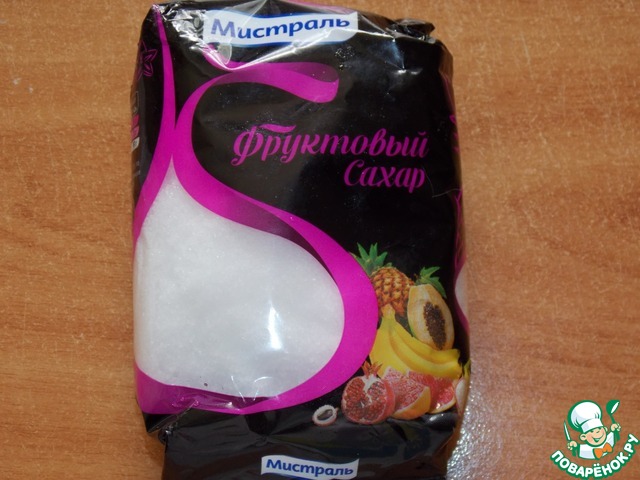 Мистраль
Фруктовый
Сахар
Мистраль
ПОВАРЁНОК.РУ